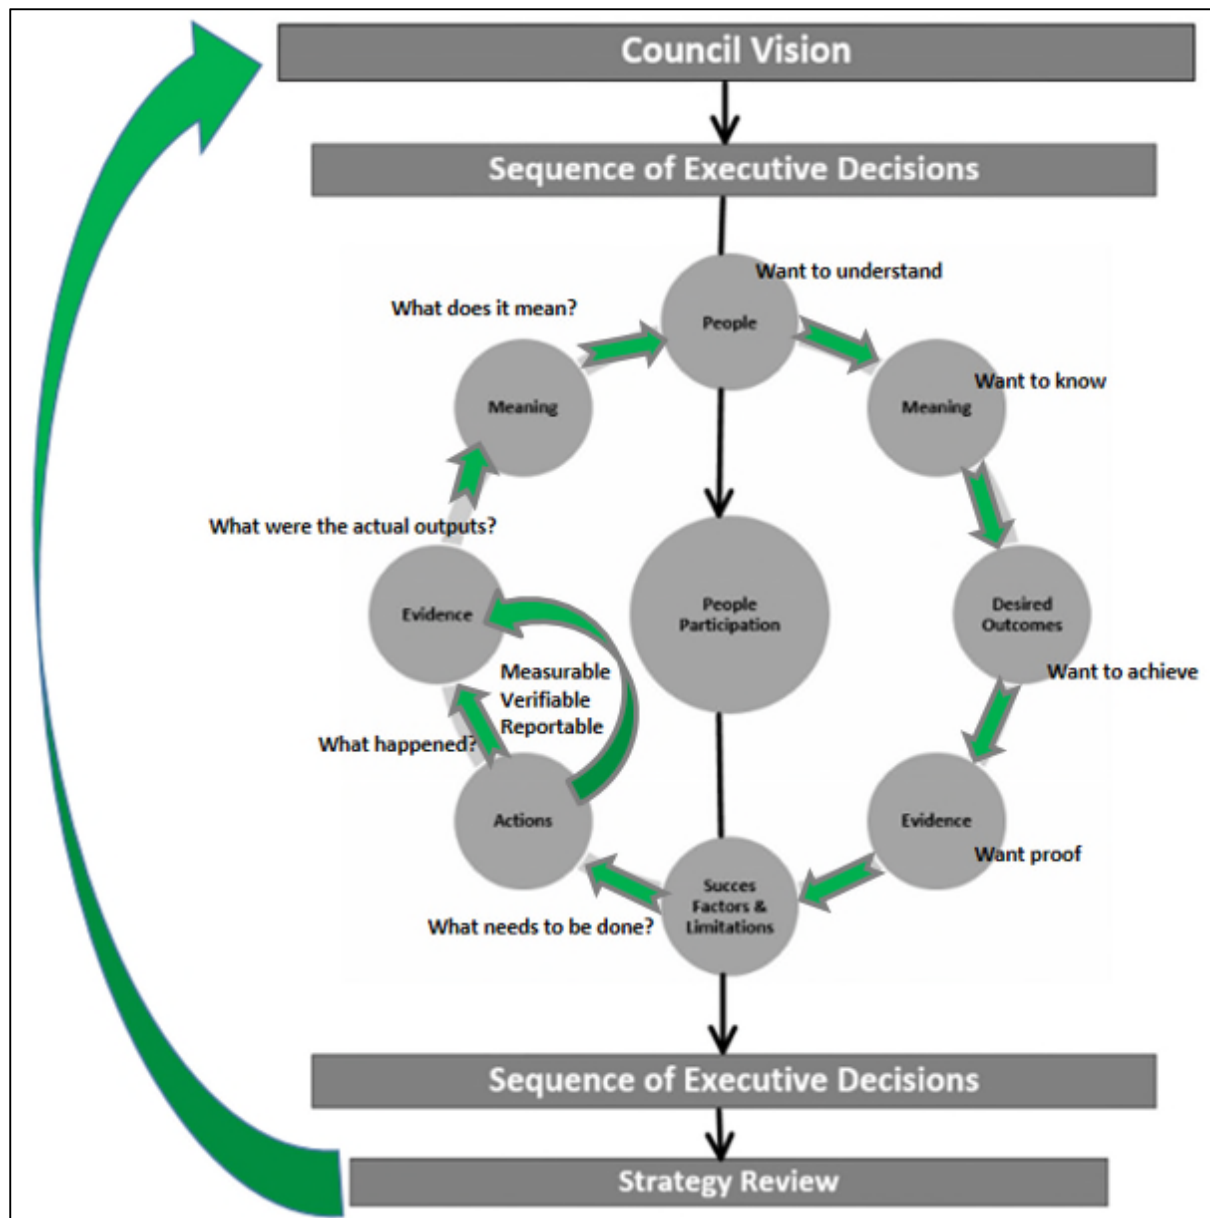 Council Vision
Sequence of Executive Decisions
Want to understand
What does it mean?
People
Want to know
Meaning
Meaning
What were the actual outputs?
Evidence
People
Participation
Desired
Outcomes
Measurable
Verifiable
Reportable
Want to achieve
What happened?
Actions
Evidence
Want proof
Succes
Factors &
Limitations
What needs to be done?
Sequence of Executive Decisions
Strategy Review